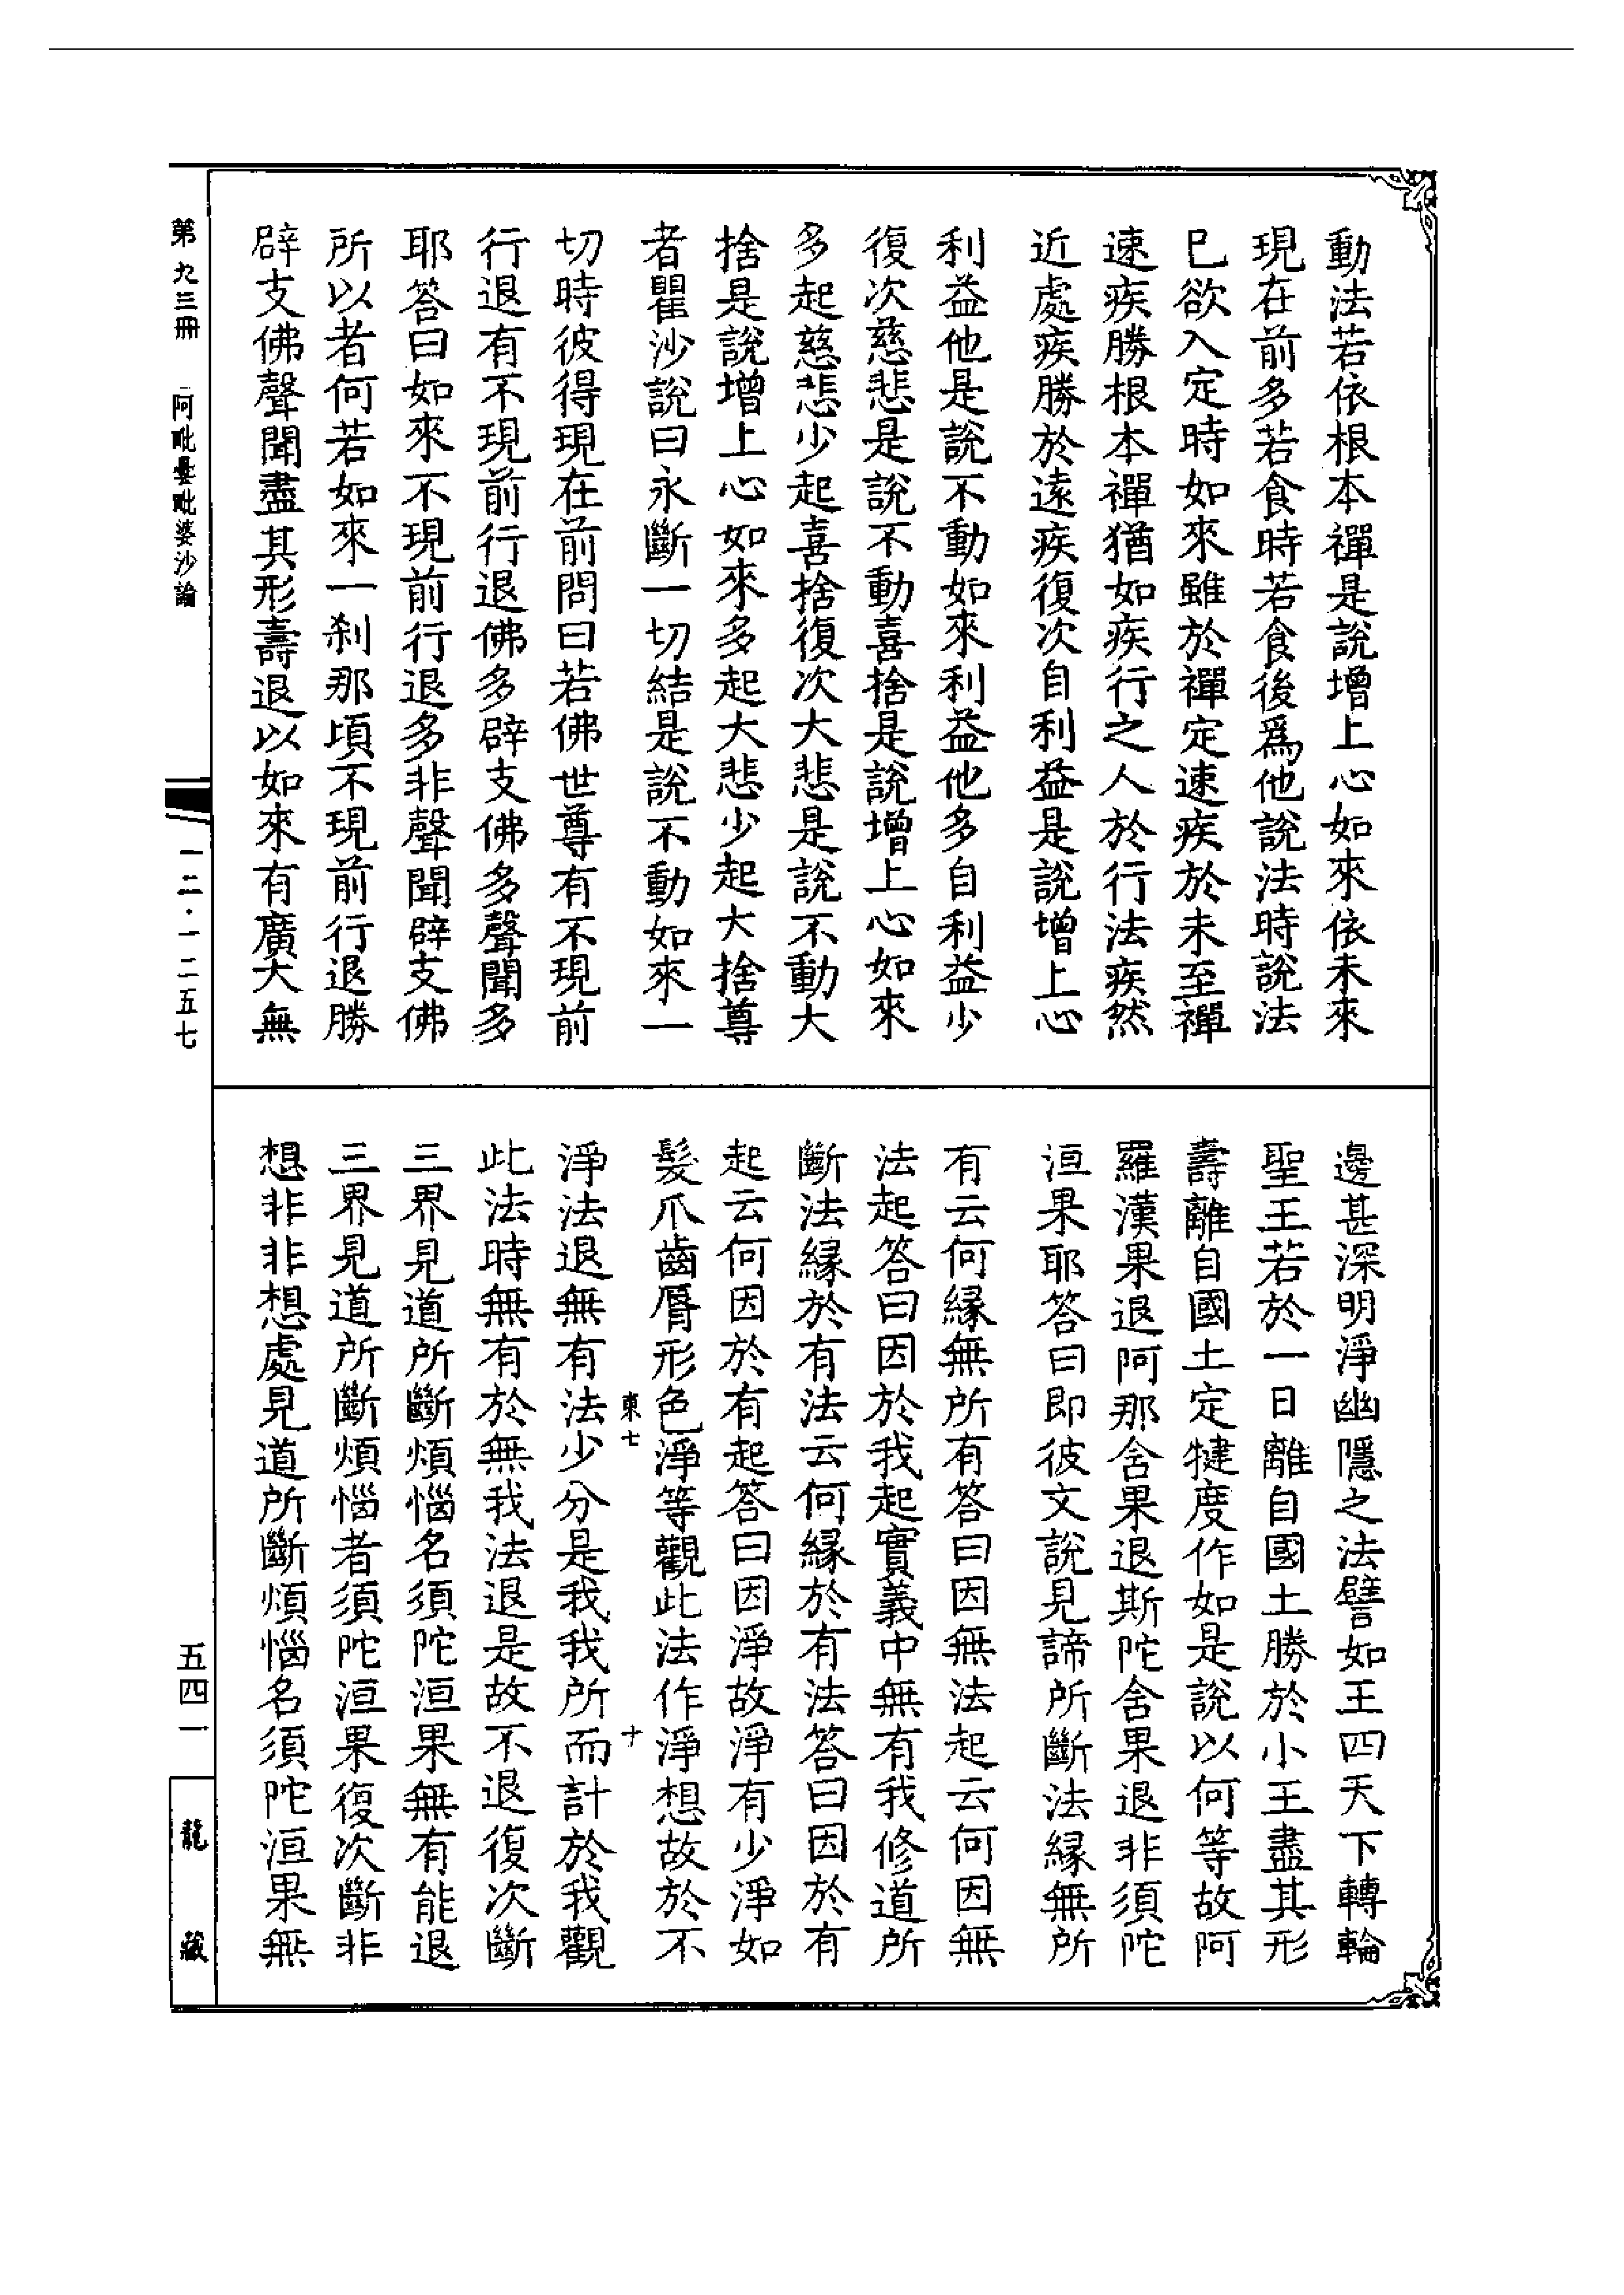 動法若依根本禪是說增上心如來依未來
現在前多若食時若食後爲他說法時說法
已欲入定時如來雖於禪定速疾於未至禪
速疾勝根本禪猶如疾行之人於行法疾然
近處疾勝於遠疾復次自利益是說增上心
利益他是說不動如來利益他多自利益少
復次慈悲是說不動喜捨是說增上心如來
多起慈悲少起喜捨復次大悲是說不動大
捨是說增上心如來多起大悲少起大捨尊
者瞿沙說曰永斷一切結是說不動如來一
切時彼得現在前問曰若佛世尊有不現前
行退有不現前行退佛多辟支佛多聲聞多
耶答曰如來不現前行退多非聲聞辟支佛
所以者何若如來一刹那頃不現前行退勝
辟支佛聲聞盡其形壽退以如來有廣大無
邊甚深明淨幽隱之法譬如王四天下轉輪
聖王若於一日離自國土勝於小王盡其形
壽離自國土定犍度作如是說以何等故阿
羅漢果退阿那含果退斯陀含果退非須陀
洹果耶答曰即彼文說見諦所斷法緣無所
有云何緣無所有答曰因無法起云何因無
法起答曰因於我起實義中無有我修道所
斷法緣於有法云何緣於有法答曰因於有
起云何因於有起答曰因淨故淨有少淨如
髮爪齒脣形色淨等觀此法作淨想故於不
東七
十
淨法退無有法少分是我我所而計於我觀
此法時無有於無我法退是故不退復次斷
三界見道所斷煩惱名須陀洹果無有能退
三界見道所斷煩惱者須陀洹果復次斷非
想非非想處見道所斷煩惱名須陀洹果無
第九三冊
阿毗曇毗婆沙論
一二·一二五七
五四一
龍藏